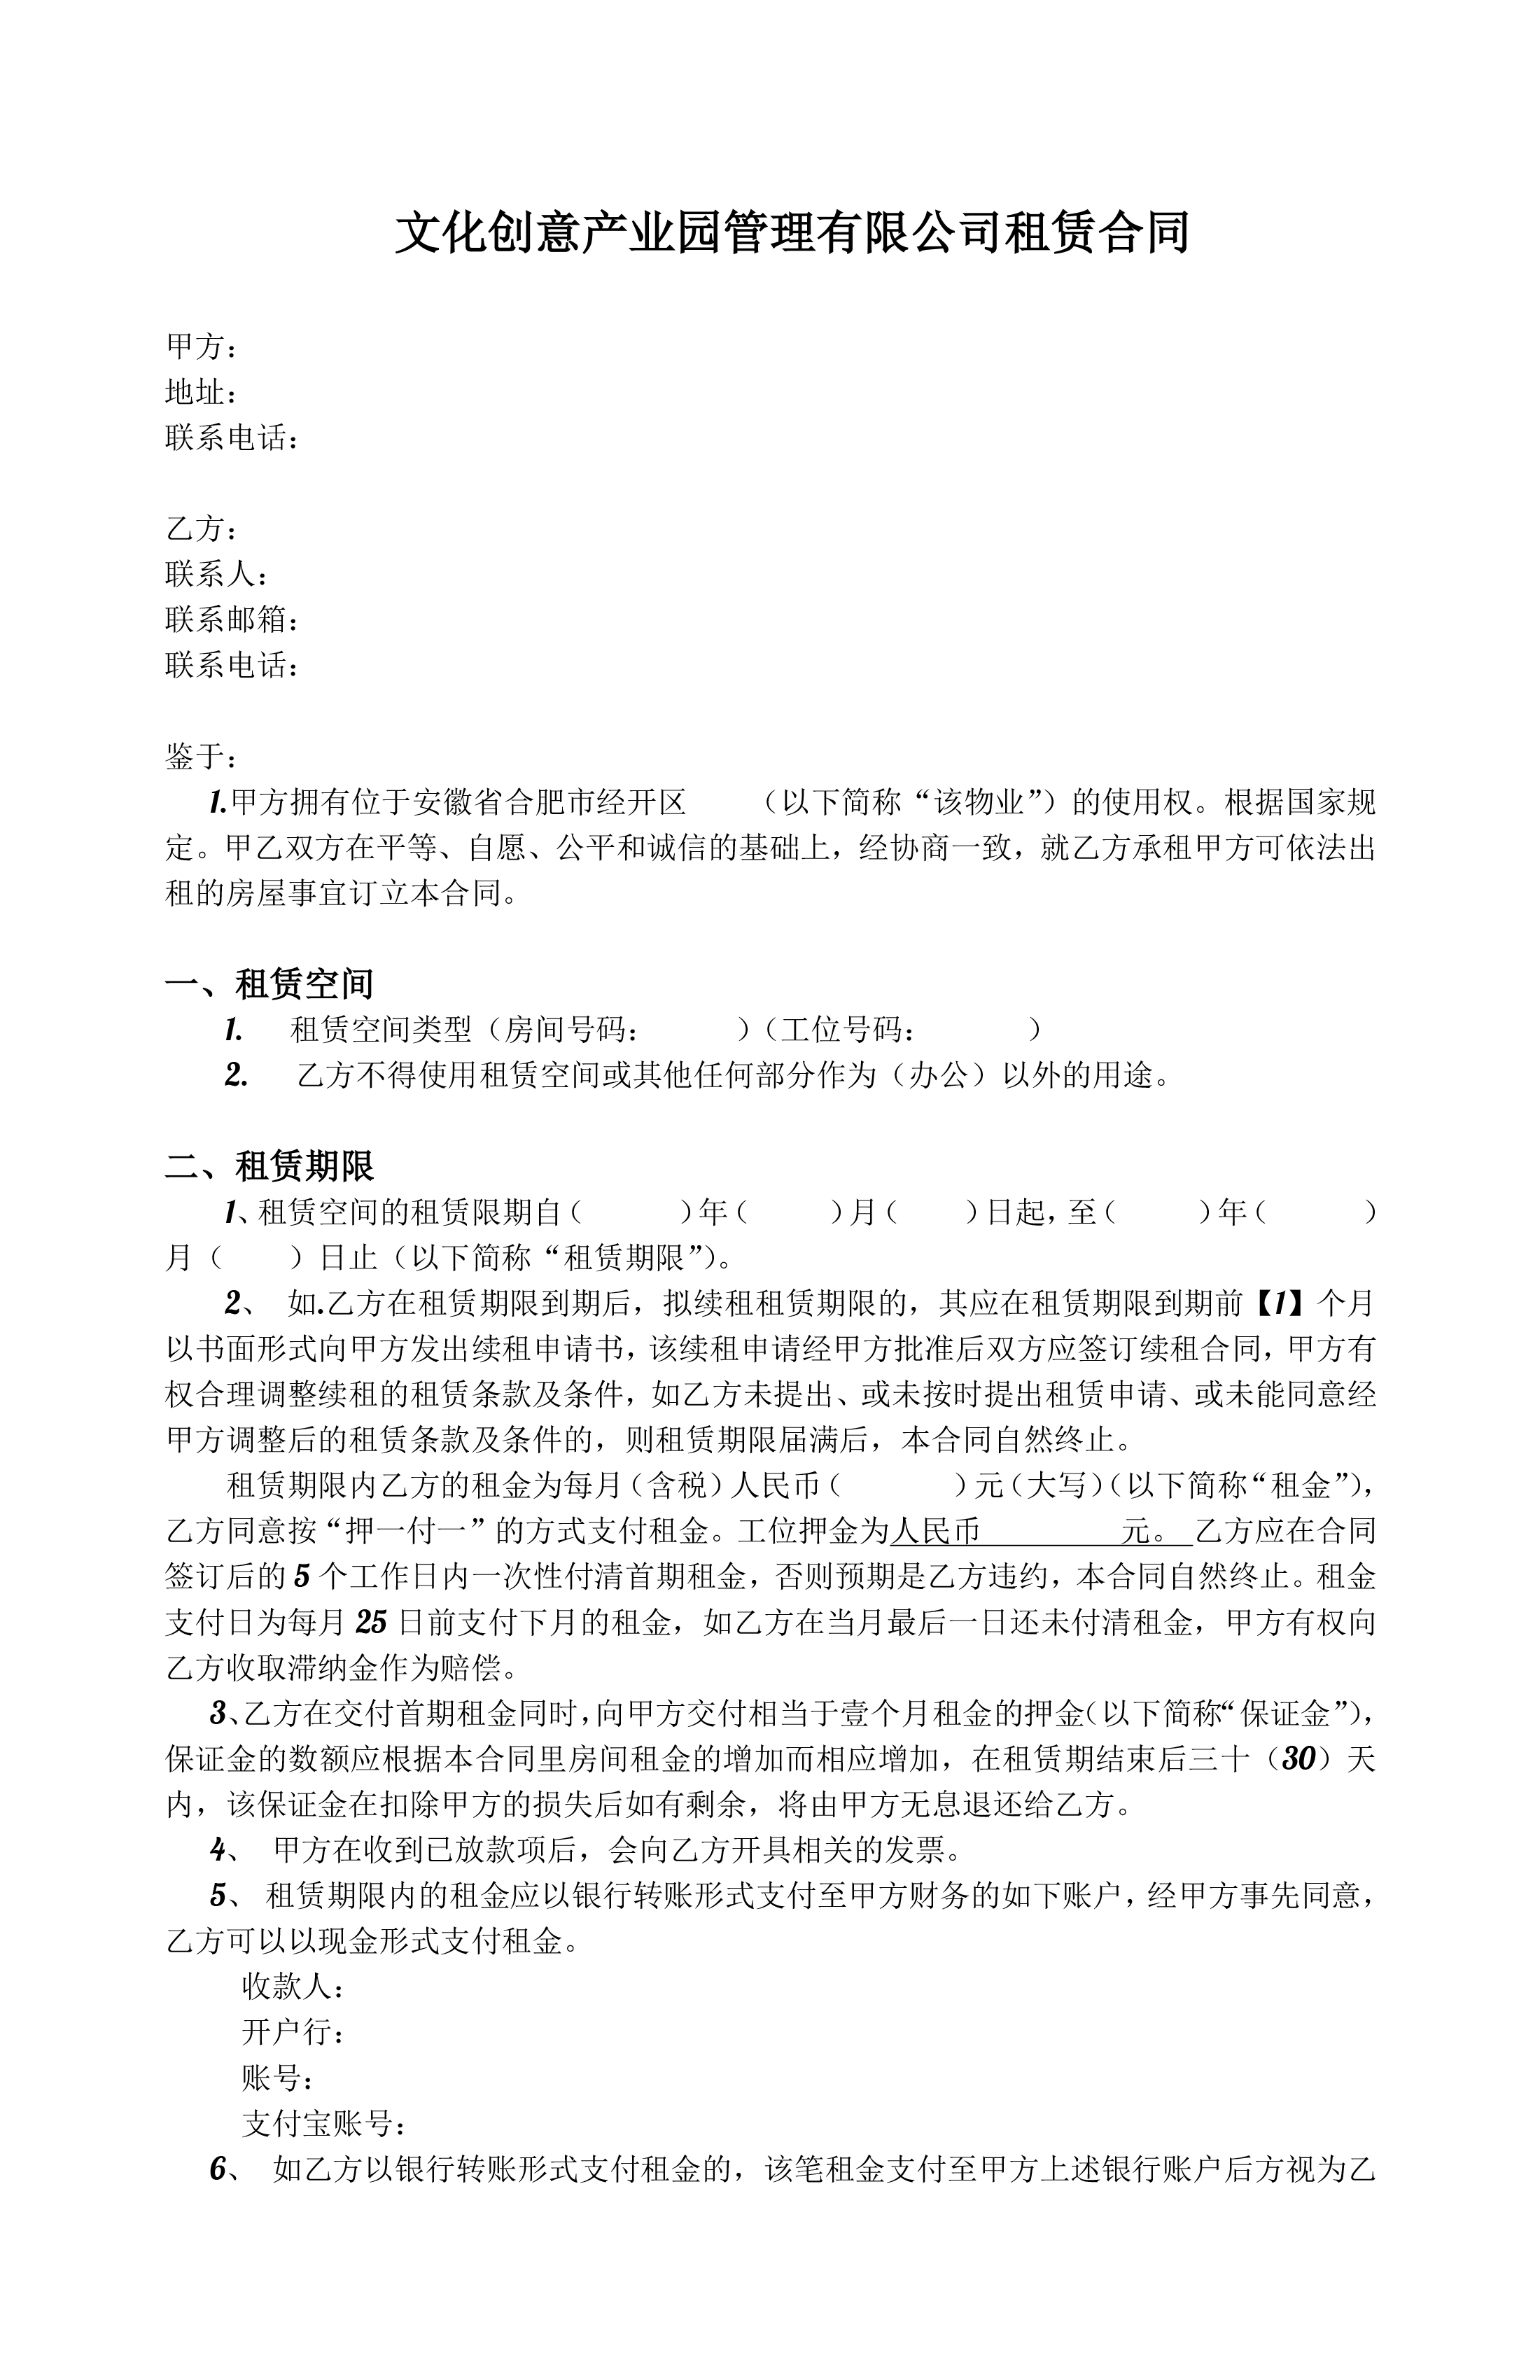 文化创意产业园管理有限公司租赁合同
甲方：
地址：
联系电话：
乙方：
联系人：
联系邮箱：
联系电话：
鉴于：
1.甲方拥有位于安徽省合肥市经开区　　（以下简称“该物业”）的使用权。根据国家规
定。甲乙双方在平等、自愿、公平和诚信的基础上，经协商一致，就乙方承租甲方可依法出
租的房屋事宜订立本合同。
一、租赁空间
1.　租赁空间类型（房间号码：　　　）（工位号码：　　　　）
2.　乙方不得使用租赁空间或其他任何部分作为（办公）以外的用途。
二、租赁期限
1、租赁空间的租赁限期自（　　　）年（　　　）月（　　）日起，至（　　　）年（　　　）
月（　　）日止（以下简称“租赁期限”）。
2、 如.乙方在租赁期限到期后，拟续租租赁期限的，其应在租赁期限到期前【1】个月
以书面形式向甲方发出续租申请书，该续租申请经甲方批准后双方应签订续租合同，甲方有
权合理调整续租的租赁条款及条件，如乙方未提出、或未按时提出租赁申请、或未能同意经
甲方调整后的租赁条款及条件的，则租赁期限届满后，本合同自然终止。
租赁期限内乙方的租金为每月（含税）人民币（　　　　）元（大写）（以下简称“租金”），
乙方同意按“押一付一”的方式支付租金。工位押金为人民币　　　　　元。 乙方应在合同
签订后的 5 个工作日内一次性付清首期租金，否则预期是乙方违约，本合同自然终止。租金
支付日为每月 25 日前支付下月的租金，如乙方在当月最后一日还未付清租金，甲方有权向
乙方收取滞纳金作为赔偿。
3、乙方在交付首期租金同时，向甲方交付相当于壹个月租金的押金（以下简称“保证金”），
保证金的数额应根据本合同里房间租金的增加而相应增加，在租赁期结束后三十（30）天
内，该保证金在扣除甲方的损失后如有剩余，将由甲方无息退还给乙方。
4、 甲方在收到已放款项后，会向乙方开具相关的发票。
5、 租赁期限内的租金应以银行转账形式支付至甲方财务的如下账户，经甲方事先同意，
乙方可以以现金形式支付租金。
收款人：
开户行：
账号：
支付宝账号：
6、 如乙方以银行转账形式支付租金的，该笔租金支付至甲方上述银行账户后方视为乙